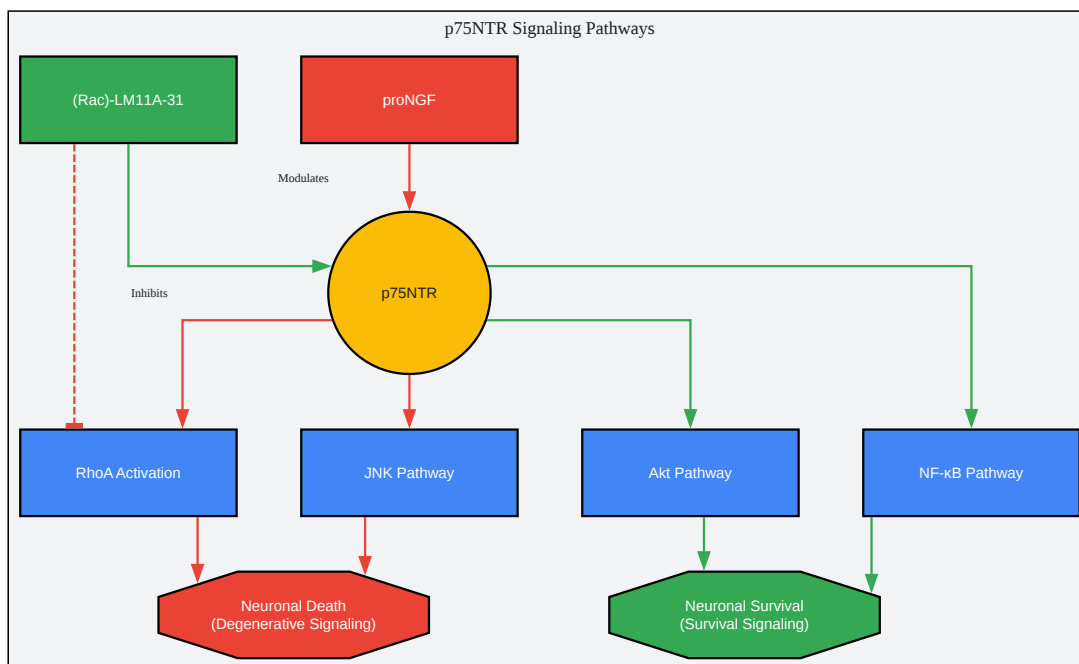 p75NTR Signaling Pathways
(Rac)-LM11A-31
proNGF
Modulates
p75NTR
Inhibits
RhoA Activation
JNK Pathway
Akt Pathway
NF-κB Pathway
Neuronal Death
(Degenerative Signaling)
Neuronal Survival
(Survival Signaling)